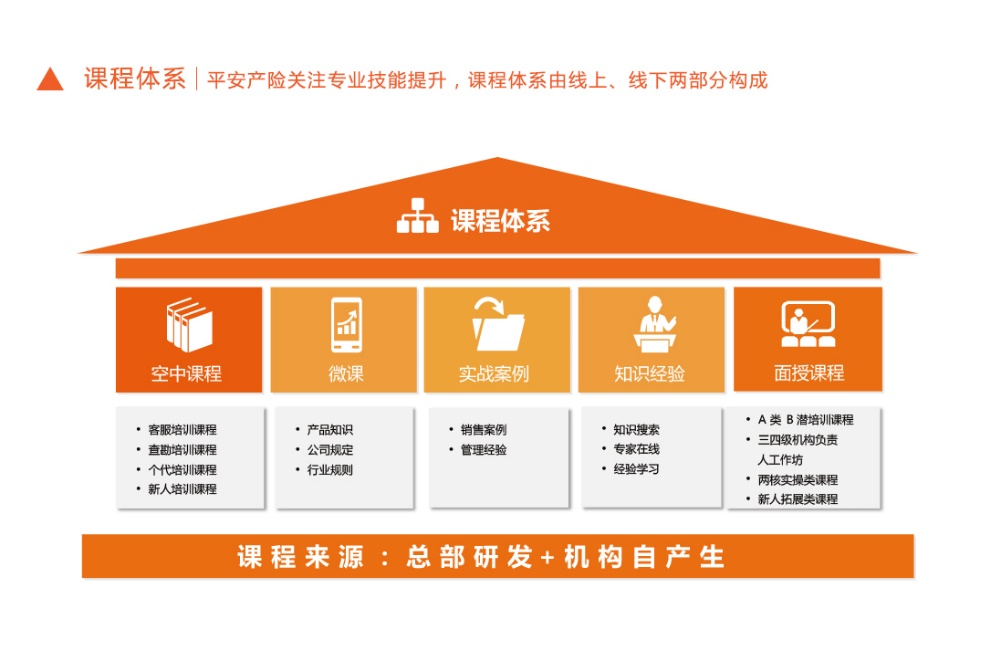 课程体系|平安产险关注专业技能提升，课程体系由线上、线下两部分构成
课程体系
空中课程
微课
实战案例
知识经验
面授课程
• 客服培训课程
• 查勘培训课程
• 个代培训课程
• 新人培训课程
• 产品知识
• 公司规定
• 行业规则
• 销售案例
• 管理经验
• 知识搜索
• 专家在线
• 经验学习
• A 类 B 潜培训课程
• 三四级机构负责
人工作坊
• 两核实操类课程
• 新人拓展类课程
课程来源：总部研发+机构自产生